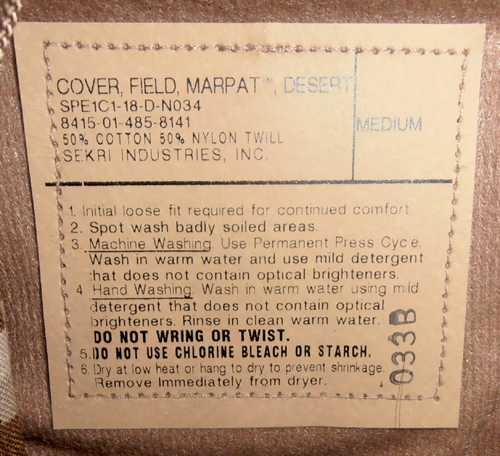 COVER, FIELD, MARPAT™, DESERT
SPE1C1-18-D-N034
8415-01-485-8141
50% COTTON 50% NYLON TWILL
SEKRI INDUSTRIES, INC.
MEDIUM
1. Initial loose fit required for continued comfort.
2. Spot wash badly soiled areas.
3. Machine Washing. Use Permanent Press Cycle.
Wash in warm water and use mild detergent
that does not contain optical brighteners.
4. Hand Washing. Wash in warm water using mild
detergent that does not contain optical
brighteners. Rinse in clean warm water.
DO NOT WRING OR TWIST.
5. DO NOT USE CHLORINE BLEACH OR STARCH.
6. Dry at low heat or hang to dry to prevent shrinkage.
Remove Immediately from dryer.
033B